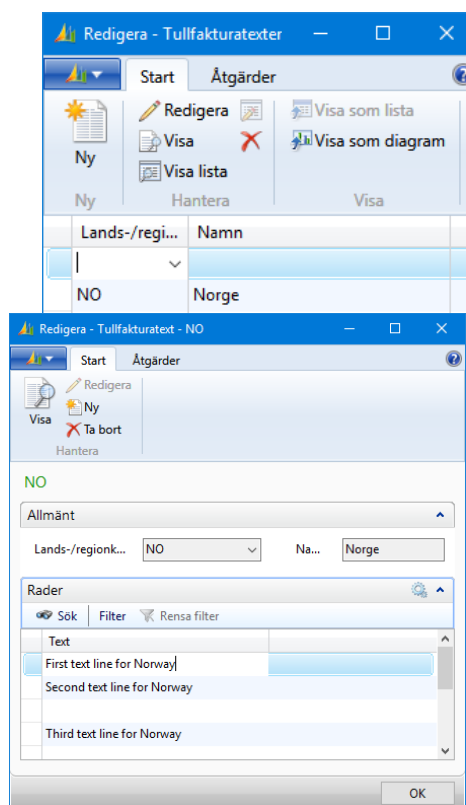 Redigera - Tullfakturatexter
Start Åtgärder
Ny
Redigera
Visa
Visa lista
Visa som lista
Visa som diagram
Ny Hantera Visa
Lands-/regi... Namn
NO Norge
Redigera - Tullfakturatext - NO
Start Åtgärder
Visa
Redigera
Ny
Ta bort
Hantera
NO
Allmänt
Lands-/regionk... NO Na... Norge
Rader
Sök Filter Rensa filter
Text
First text line for Norway
Second text line for Norway
Third text line for Norway
OK